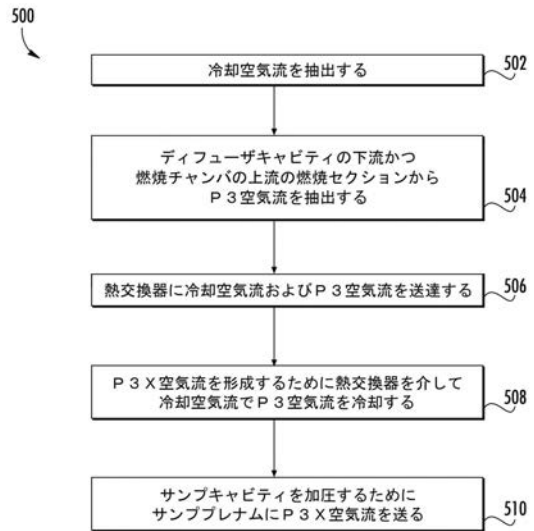 500
冷却空気流を抽出する
502
ディフューザキャビティの下流かつ
燃焼チャンバの上流の燃焼セクションから
P3空気流を抽出する
504
熱交換器に冷却空気流およびP3空気流を送達する
506
P3X空気流を形成するために熱交換器を介して
冷却空気流でP3空気流を冷却する
508
サンプキャビティを加圧するために
サンププレナムにP3X空気流を送る
510